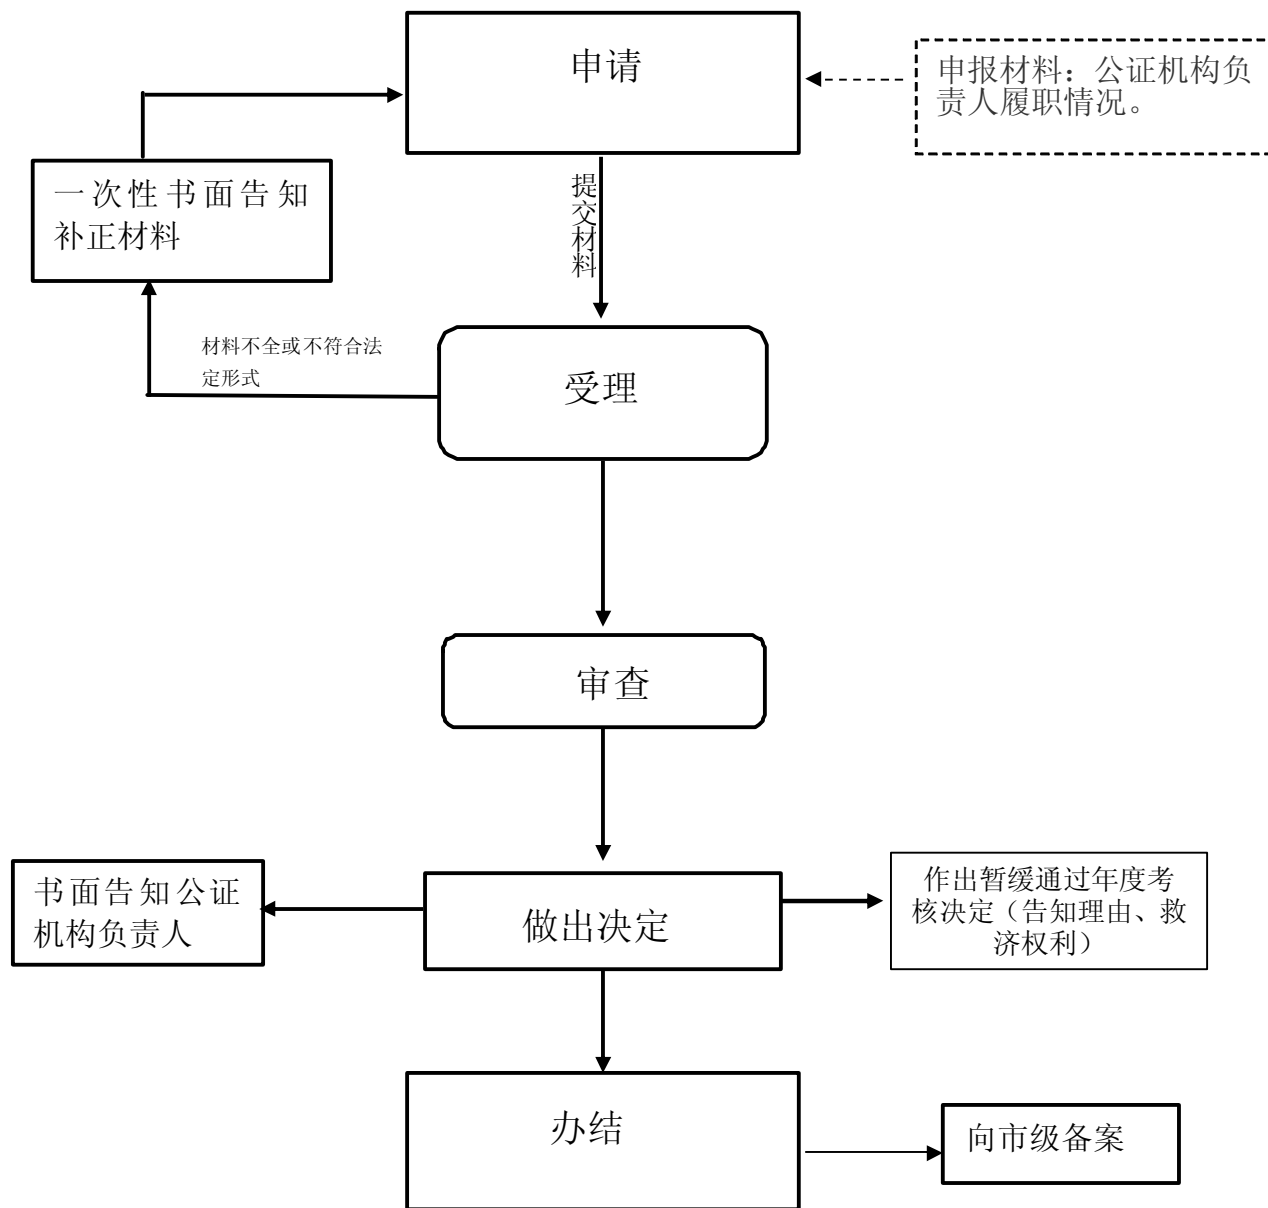 申请
申报材料：公证机构负
责人履职情况。
一次性书面告知
补正材料
提交材料
材料不全或不符合法
定形式
受理
审查
书面告知公证
机构负责人
做出决定
作出暂缓通过年度考
核决定（告知理由、救
济权利）
办结
向市级备案